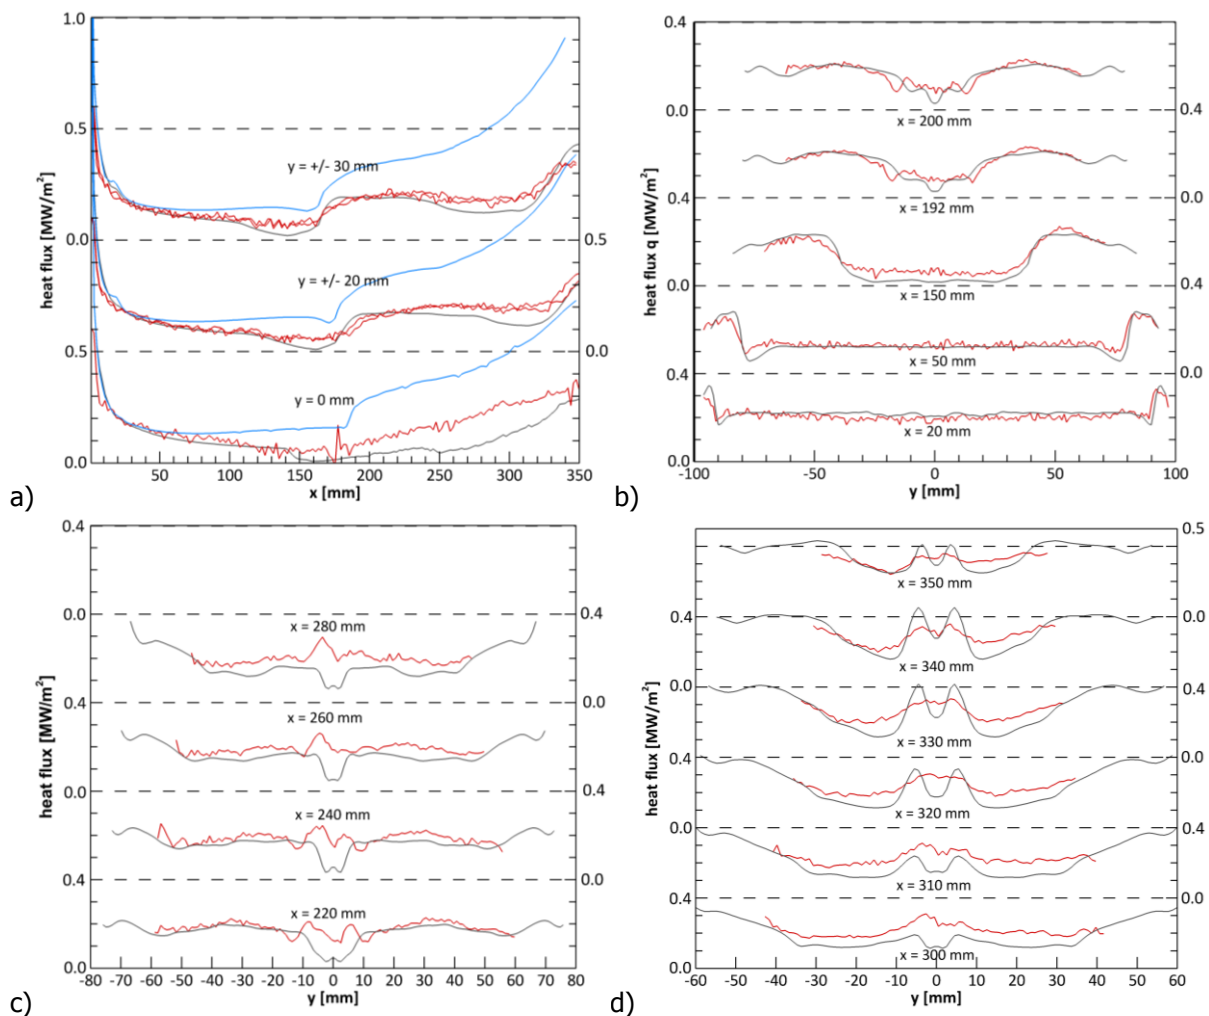 1.0
0.5
0.0
0.5
0.0
0.5
0.0
heat flux [MW/m²]
y = +/- 30 mm
y = +/- 20 mm
y = 0 mm
50 100 150 200 250 300 350
x [mm]
a)
0.4
0.0
0.4
0.0
0.4
0.0
0.4
0.0
0.4
0.0
heat flux q [MW/m²]
x = 200 mm
x = 192 mm
x = 150 mm
x = 50 mm
x = 20 mm
-100 -50 0 50 100
y [mm]
b)
0.4
0.0
0.4
0.0
0.4
0.0
0.4
0.0
0.4
0.0
heat flux [MW/m²]
x = 280 mm
x = 260 mm
x = 240 mm
x = 220 mm
-80 -70 -60 -50 -40 -30 -20 -10 0 10 20 30 40 50 60 70 80
y [mm]
c)
0.5
0.4
0.0
0.0
0.4
0.4
0.0
0.0
0.4
0.4
0.0
0.0
heat flux [MW/m²]
x = 350 mm
x = 340 mm
x = 330 mm
x = 320 mm
x = 310 mm
x = 300 mm
-60 -50 -40 -30 -20 -10 0 10 20 30 40 50 60
y [mm]
d)